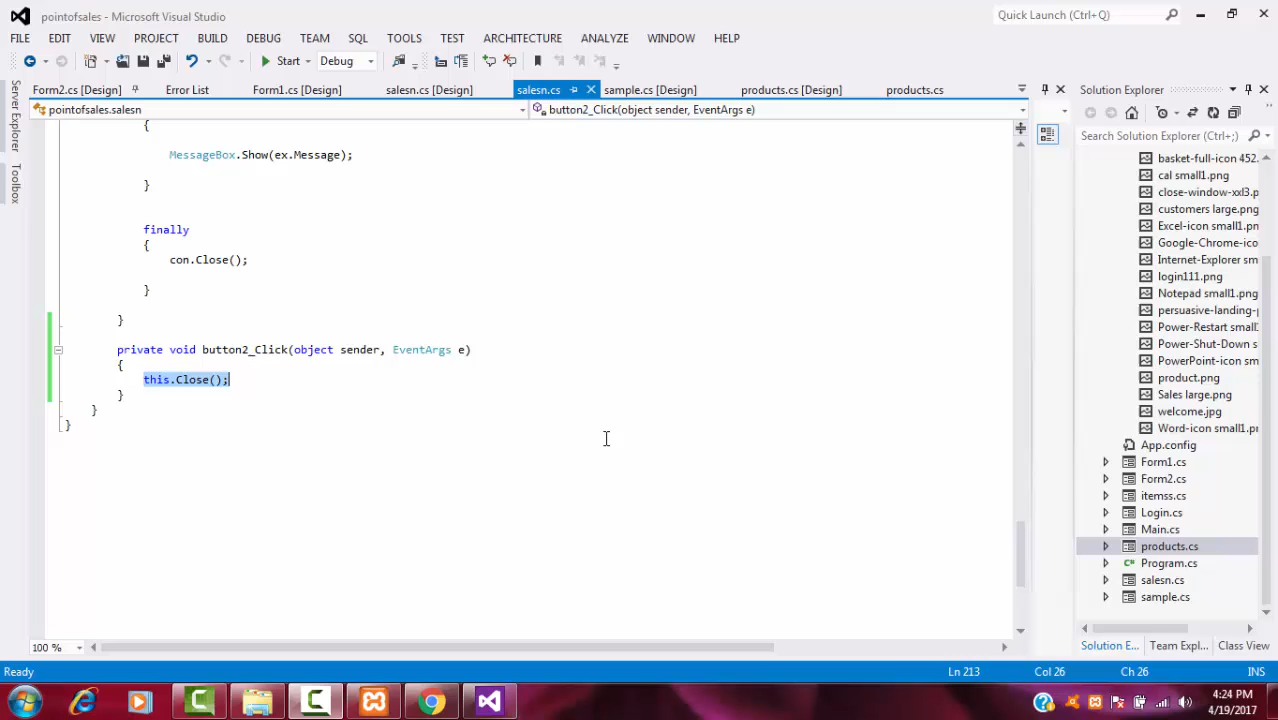 pointofsales - Microsoft Visual Studio
Quick Launch (Ctrl+Q)
FILE EDIT VIEW PROJECT BUILD DEBUG TEAM SQL TOOLS TEST ARCHITECTURE ANALYZE WINDOW HELP
Start Debug
Form2.cs [Design] Error List Form1.cs [Design] salesn.cs [Design] salesn.cs sample.cs [Design] products.cs [Design] products.cs
pointofsales.salesn button2_Click(object sender, EventArgs e)
Server Explorer
Toolbox
{
MessageBox.Show(ex.Message);
}
finally
{
con.Close();
}
}
private void button2_Click(object sender, EventArgs e)
{
this.Close();
}
}
}
100 %
Solution Explorer
Search Solution Explorer (Ctrl+;)
basket-full-icon 452.
cal small1.png
close-window-xxl3.p
customers large.png
Excel-icon small1.pn
Google-Chrome-ico
Internet-Explorer sm
login111.png
Notepad small1.png
persuasive-landing-
Power-Restart small1
Power-Shut-Down s
PowerPoint-icon sm
product.png
Sales large.png
welcome.jpg
Word-icon small1.pr
App.config
Form1.cs
Form2.cs
itemss.cs
Login.cs
Main.cs
products.cs
C# Program.cs
salesn.cs
sample.cs
Solution E... Team Expl... Class View
Ready Ln 213 Col 26 Ch 26 INS
4:24 PM
4/19/2017